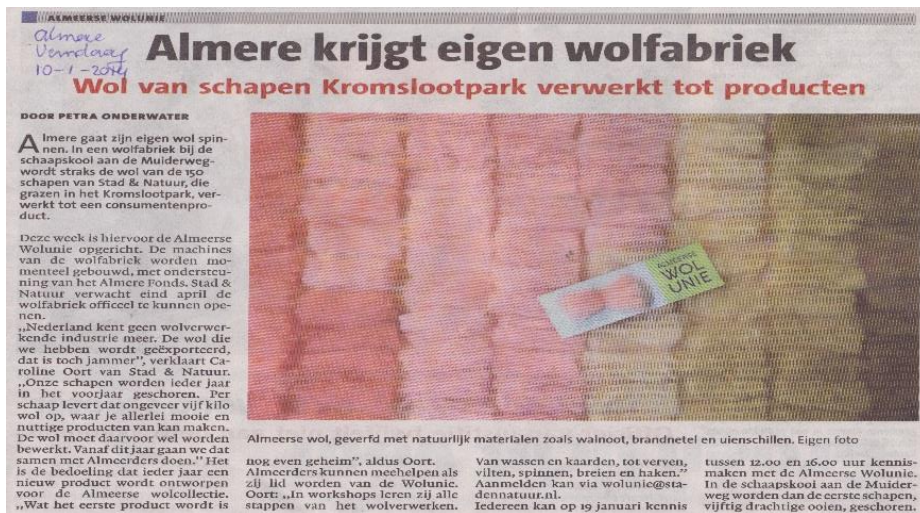 ALMEERSE WOLUNIE
Almere
Vandaag
10-1-2014
Almere krijgt eigen wolfabriek
Wol van schapen Kromslootpark verwerkt tot producten
DOOR PETRA ONDERWATER
Almere gaat zijn eigen wol spin-
nen. In een wolfabriek bij de
schaapskooi aan de Muiderweg-
wordt straks de wol van de 150
schapen van Stad & Natuur, die
grazen in het Kromslootpark, ver-
werkt tot een consumentenpro-
duct.
Deze week is hiervoor de Almeerse
Wolunie opgericht. De machines
van de wolfabriek worden mo-
menteel gebouwd, met ondersteu-
ning van het Almere Fonds. Stad &
Natuur verwacht eind april de
wolfabriek officeel te kunnen ope-
nen.
„Nederland kent geen wolverwer-
kende industrie meer. De wol die
we hebben wordt geëxporteerd,
dat is toch jammer”, verklaart Ca-
roline Oort van Stad & Natuur.
„Onze schapen worden ieder jaar
in het voorjaar geschoren. Per
schaap levert dat ongeveer vijf kilo
wol op, waar je allerlei mooie en
nuttige producten van kan maken.
De wol moet daarvoor wel worden
bewerkt. Vanaf dit jaar gaan we dat
samen met Almeerders doen.” Het
is de bedoeling dat ieder jaar een
nieuw product wordt ontworpen
voor de Almeerse wolcollectie.
„Wat het eerste product wordt is
ALMEERSE
WOL
UNIE
Almeerse wol, geverfd met natuurlijk materialen zoals walnoot, brandnetel en uienschillen. Eigen foto
nog even geheim”, aldus Oort.
Almeerders kunnen meehelpen als
zij lid worden van de Wolunie.
Oort: „In workshops leren zij alle
stappen van het wolverwerken.
Van wassen en kaarden, tot verven,
vilten, spinnen, breien en haken.”
Aanmelden kan via wolunie@sta-
dennatuur.nl.
Iedereen kan op 19 januari kennis
tussen 12.00 en 16.00 uur kennis-
maken met de Almeerse Wolunie.
In de schaapskooi aan de Muider-
weg worden dan de eerste schapen,
vijftig drachtige ooien, geschoren.